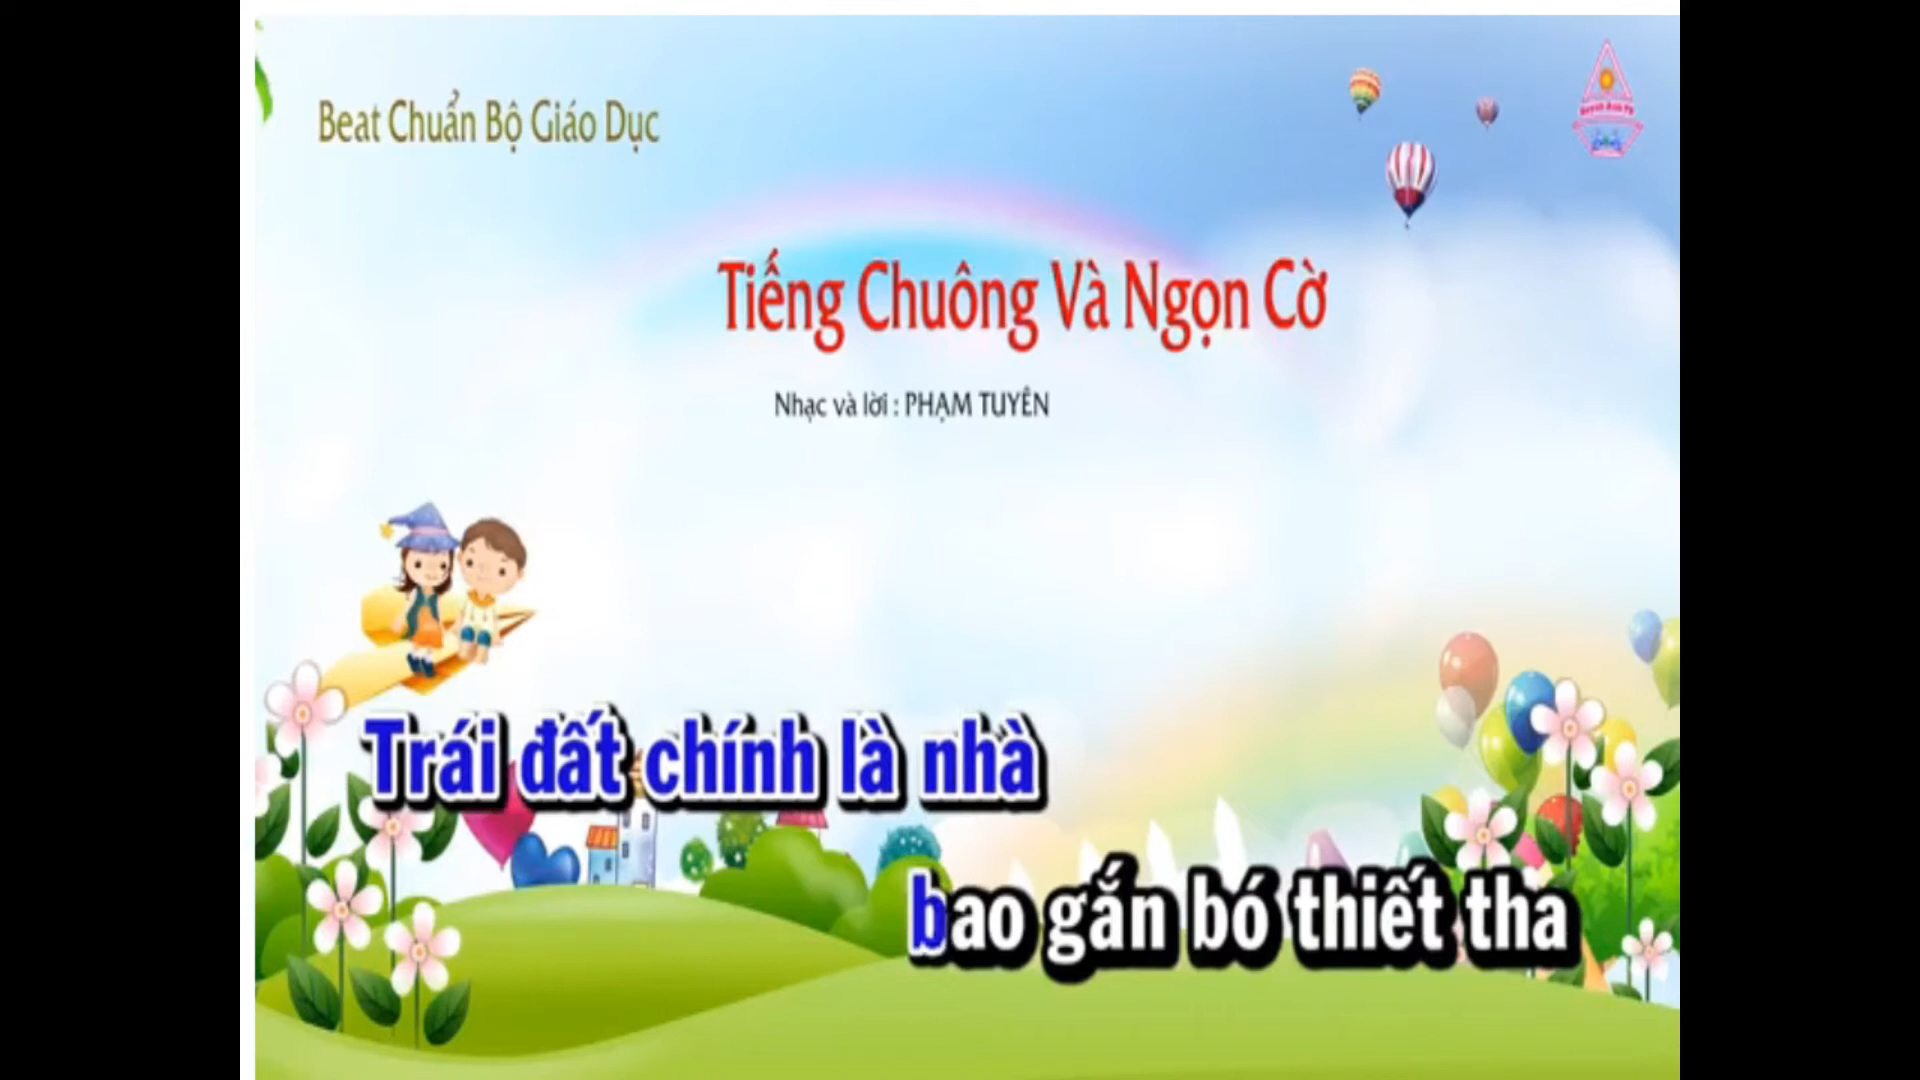 Beat Chuẩn Bộ Giáo Dục
Tiếng Chuông Và Ngọn Cờ
Nhạc và lời : PHẠM TUYÊN
Trái đất chính là nhà
bao gắn bó thiết tha